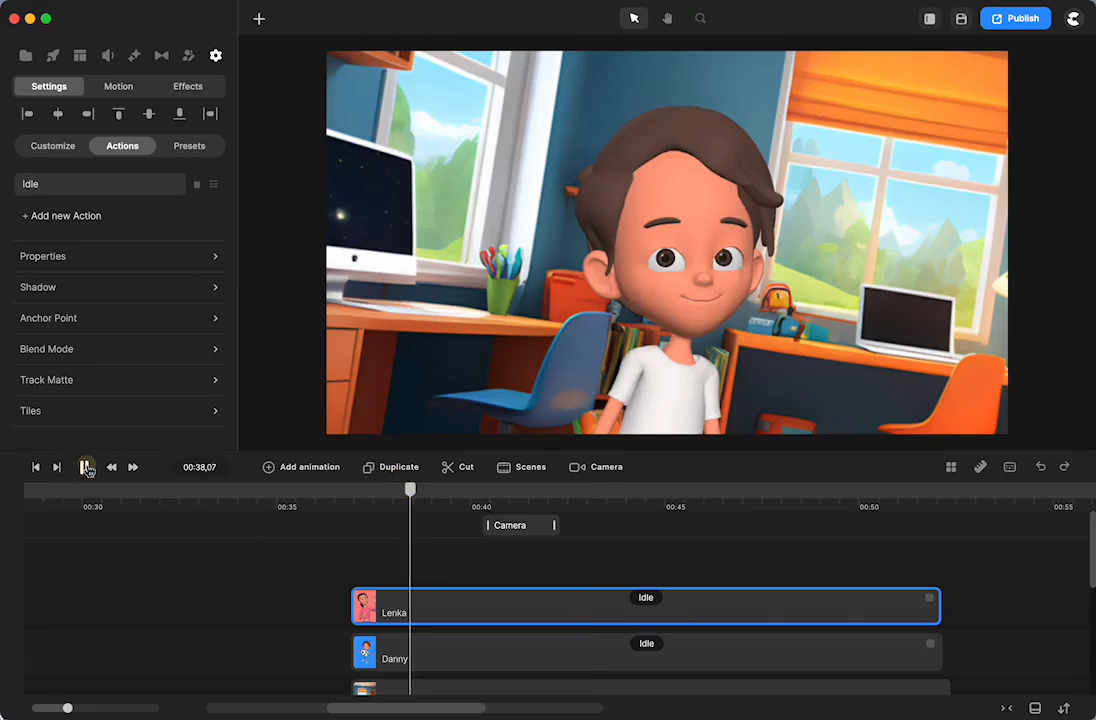 Publish
Settings Motion Effects
Customize Actions Presets
Idle
+ Add new Action
Properties
Shadow
Anchor Point
Blend Mode
Track Matte
Tiles
00:38,07 Add animation Duplicate Cut Scenes Camera
00:30 00:35 00:40 00:45 00:50 00:55
Camera
Idle
Lenka
Idle
Danny